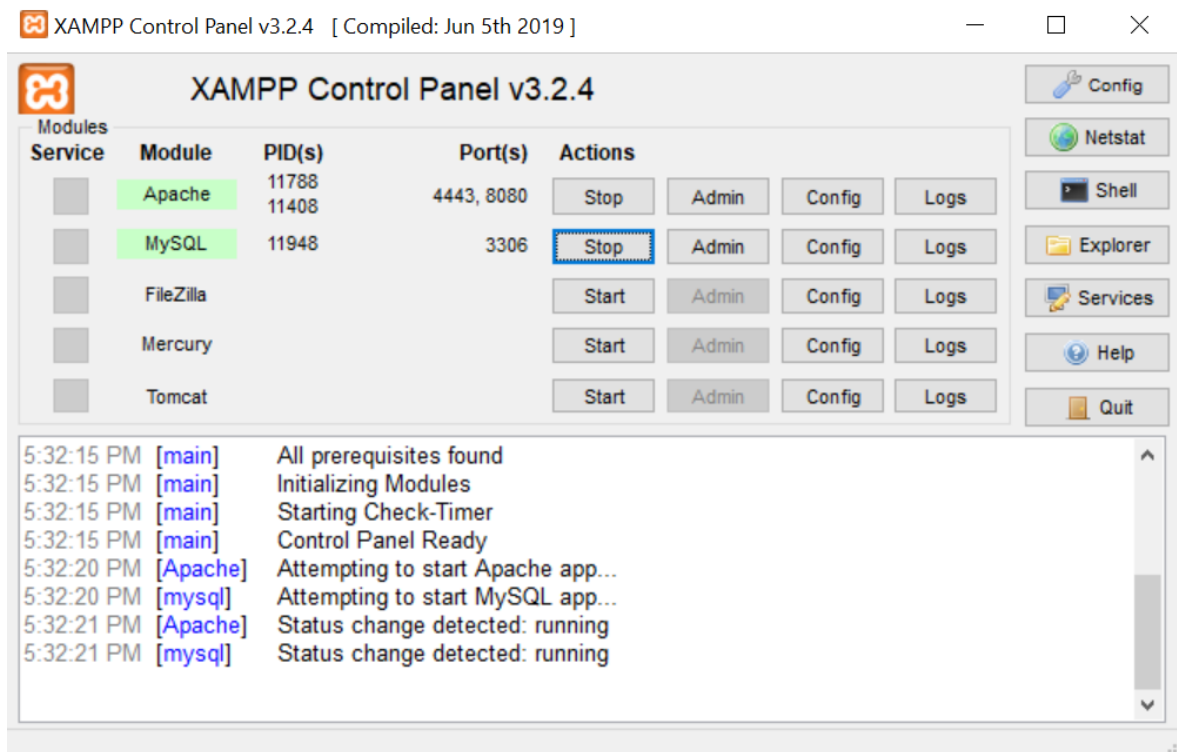 XAMPP Control Panel v3.2.4 [ Compiled: Jun 5th 2019 ]
XAMPP Control Panel v3.2.4
Config
Modules
Service Module PID(s) Port(s) Actions
Netstat
Apache 11788 11408 4443, 8080 Stop Admin Config Logs
Shell
MySQL 11948 3306 Stop Admin Config Logs
Explorer
FileZilla Start Admin Config Logs
Services
Mercury Start Admin Config Logs
Help
Tomcat Start Admin Config Logs
Quit
5:32:15 PM [main] All prerequisites found
5:32:15 PM [main] Initializing Modules
5:32:15 PM [main] Starting Check-Timer
5:32:15 PM [main] Control Panel Ready
5:32:20 PM [Apache] Attempting to start Apache app...
5:32:20 PM [mysql] Attempting to start MySQL app...
5:32:21 PM [Apache] Status change detected: running
5:32:21 PM [mysql] Status change detected: running